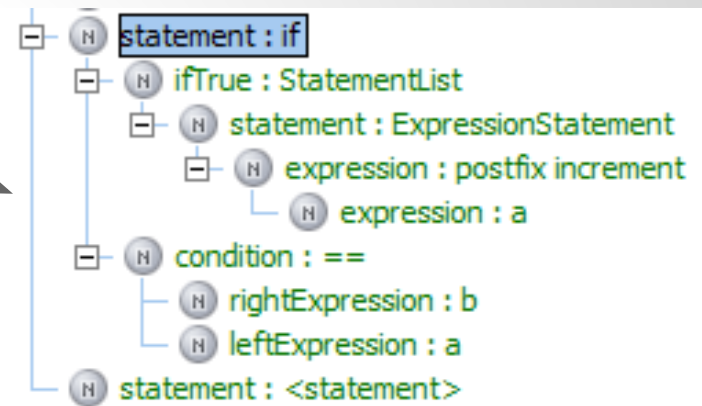 N statement : if
N ifTrue : StatementList
N statement : ExpressionStatement
N expression : postfix increment
N expression : a
N condition : ==
N rightExpression : b
N leftExpression : a
N statement : <statement>